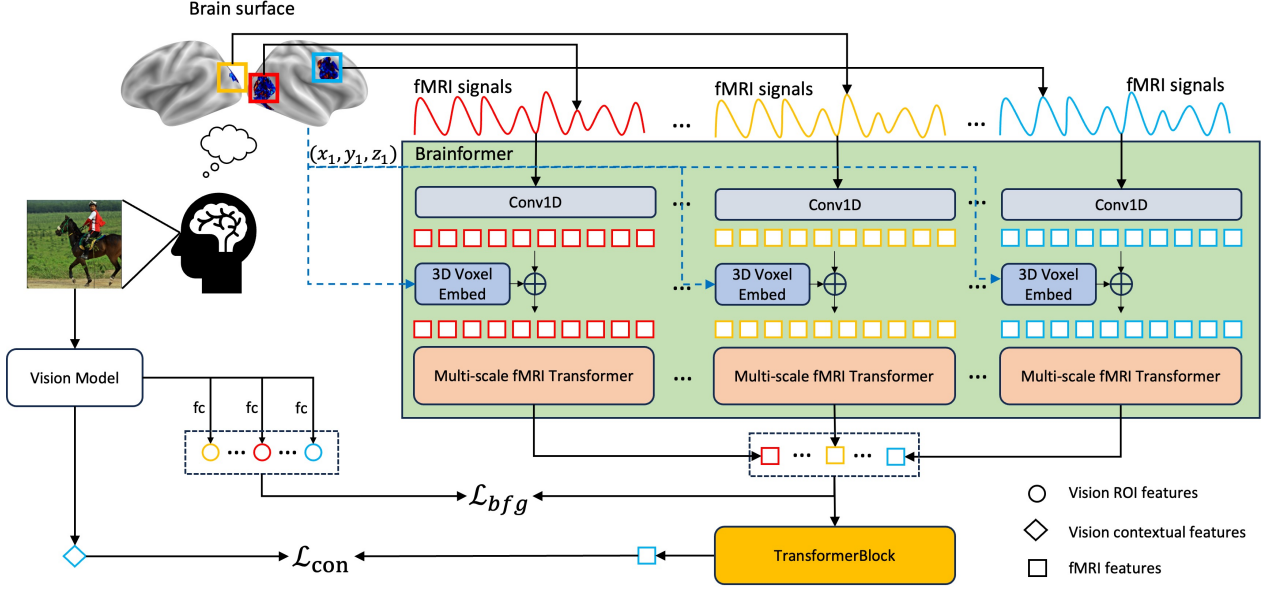 Brain surface
fMRI signals
fMRI signals
fMRI signals
...
...
(x₁, y₁, z₁)
Brainformer
Conv1D
...
Conv1D
...
Conv1D
3D Voxel
Embed
...
3D Voxel
Embed
...
3D Voxel
Embed
Multi-scale fMRI Transformer
...
Multi-scale fMRI Transformer
...
Multi-scale fMRI Transformer
Vision Model
fc
fc
fc
...
...
...
...
ℒ_bfg
Vision ROI features
Vision contextual features
fMRI features
ℒ_con
TransformerBlock